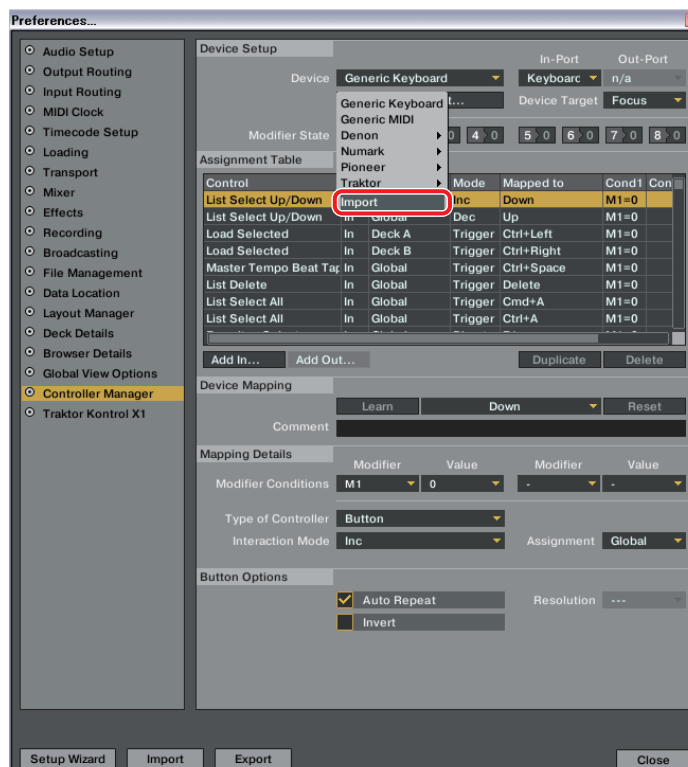 Preferences...
Audio Setup
Output Routing
Input Routing
MIDI Clock
Timecode Setup
Loading
Transport
Mixer
Effects
Recording
Broadcasting
File Management
Data Location
Layout Manager
Deck Details
Browser Details
Global View Options
Controller Manager
Traktor Kontrol X1
Device Setup
In-Port Out-Port
Device Generic Keyboard Keyboarc n/a
Device Target Focus
Generic Keyboard
Generic MIDI
Denon
Numark
Pioneer
Traktor
Import
Modifier State 0 4 0 5 0 6 0 7 0 8 0
Assignment Table
Control Mode Mapped to Cond1 Con
List Select Up/Down Inc Down M1=0
List Select Up/Down In Global Dec Up M1=0
Load Selected In Deck A Trigger Ctrl+Left M1=0
Load Selected In Deck B Trigger Ctrl+Right M1=0
Master Tempo Beat Tap In Global Trigger Ctrl+Space M1=0
List Delete In Global Trigger Delete M1=0
List Select All In Global Trigger Cmd+A M1=0
List Select All In Global Trigger Ctrl+A M1=0
Add In... Add Out... Duplicate Delete
Device Mapping
Learn Down Reset
Comment
Mapping Details
Modifier Value Modifier Value
Modifier Conditions M1 0 - -
Type of Controller Button
Interaction Mode Inc Assignment Global
Button Options
Auto Repeat Resolution ---
Invert
Setup Wizard Import Export Close